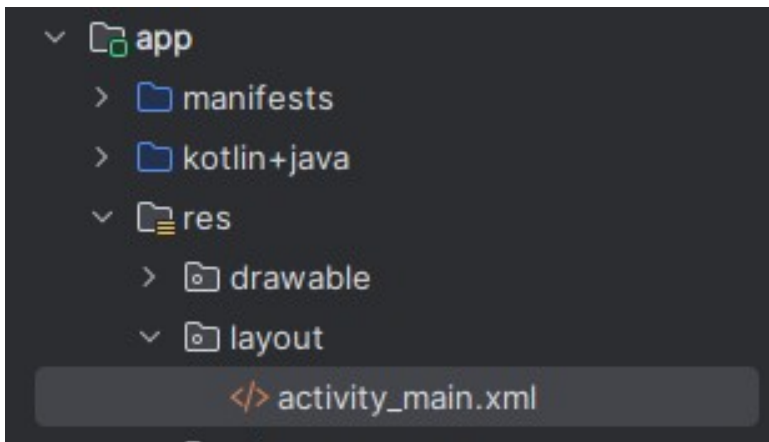 app
manifests
kotlin+java
res
drawable
layout
</> activity_main.xml